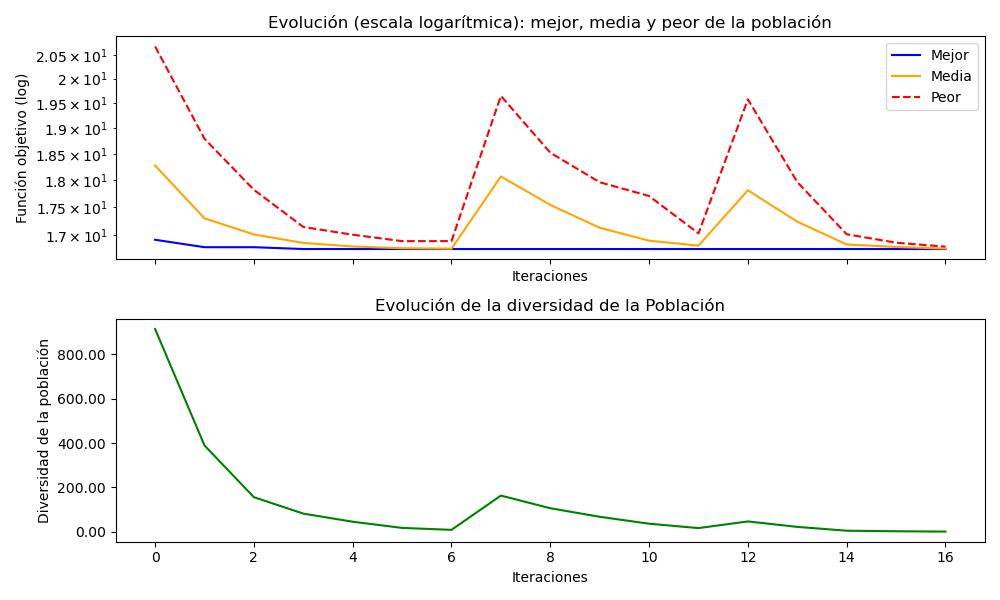 Evolución (escala logarítmica): mejor, media y peor de la población
Función objetivo (log)
2.05 × 10¹
2 × 10¹
1.95 × 10¹
1.9 × 10¹
1.85 × 10¹
1.8 × 10¹
1.75 × 10¹
1.7 × 10¹
Mejor
Media
Peor
Iteraciones
Evolución de la diversidad de la Población
Diversidad de la población
800.00
600.00
400.00
200.00
0.00
0 2 4 6 8 10 12 14 16
Iteraciones